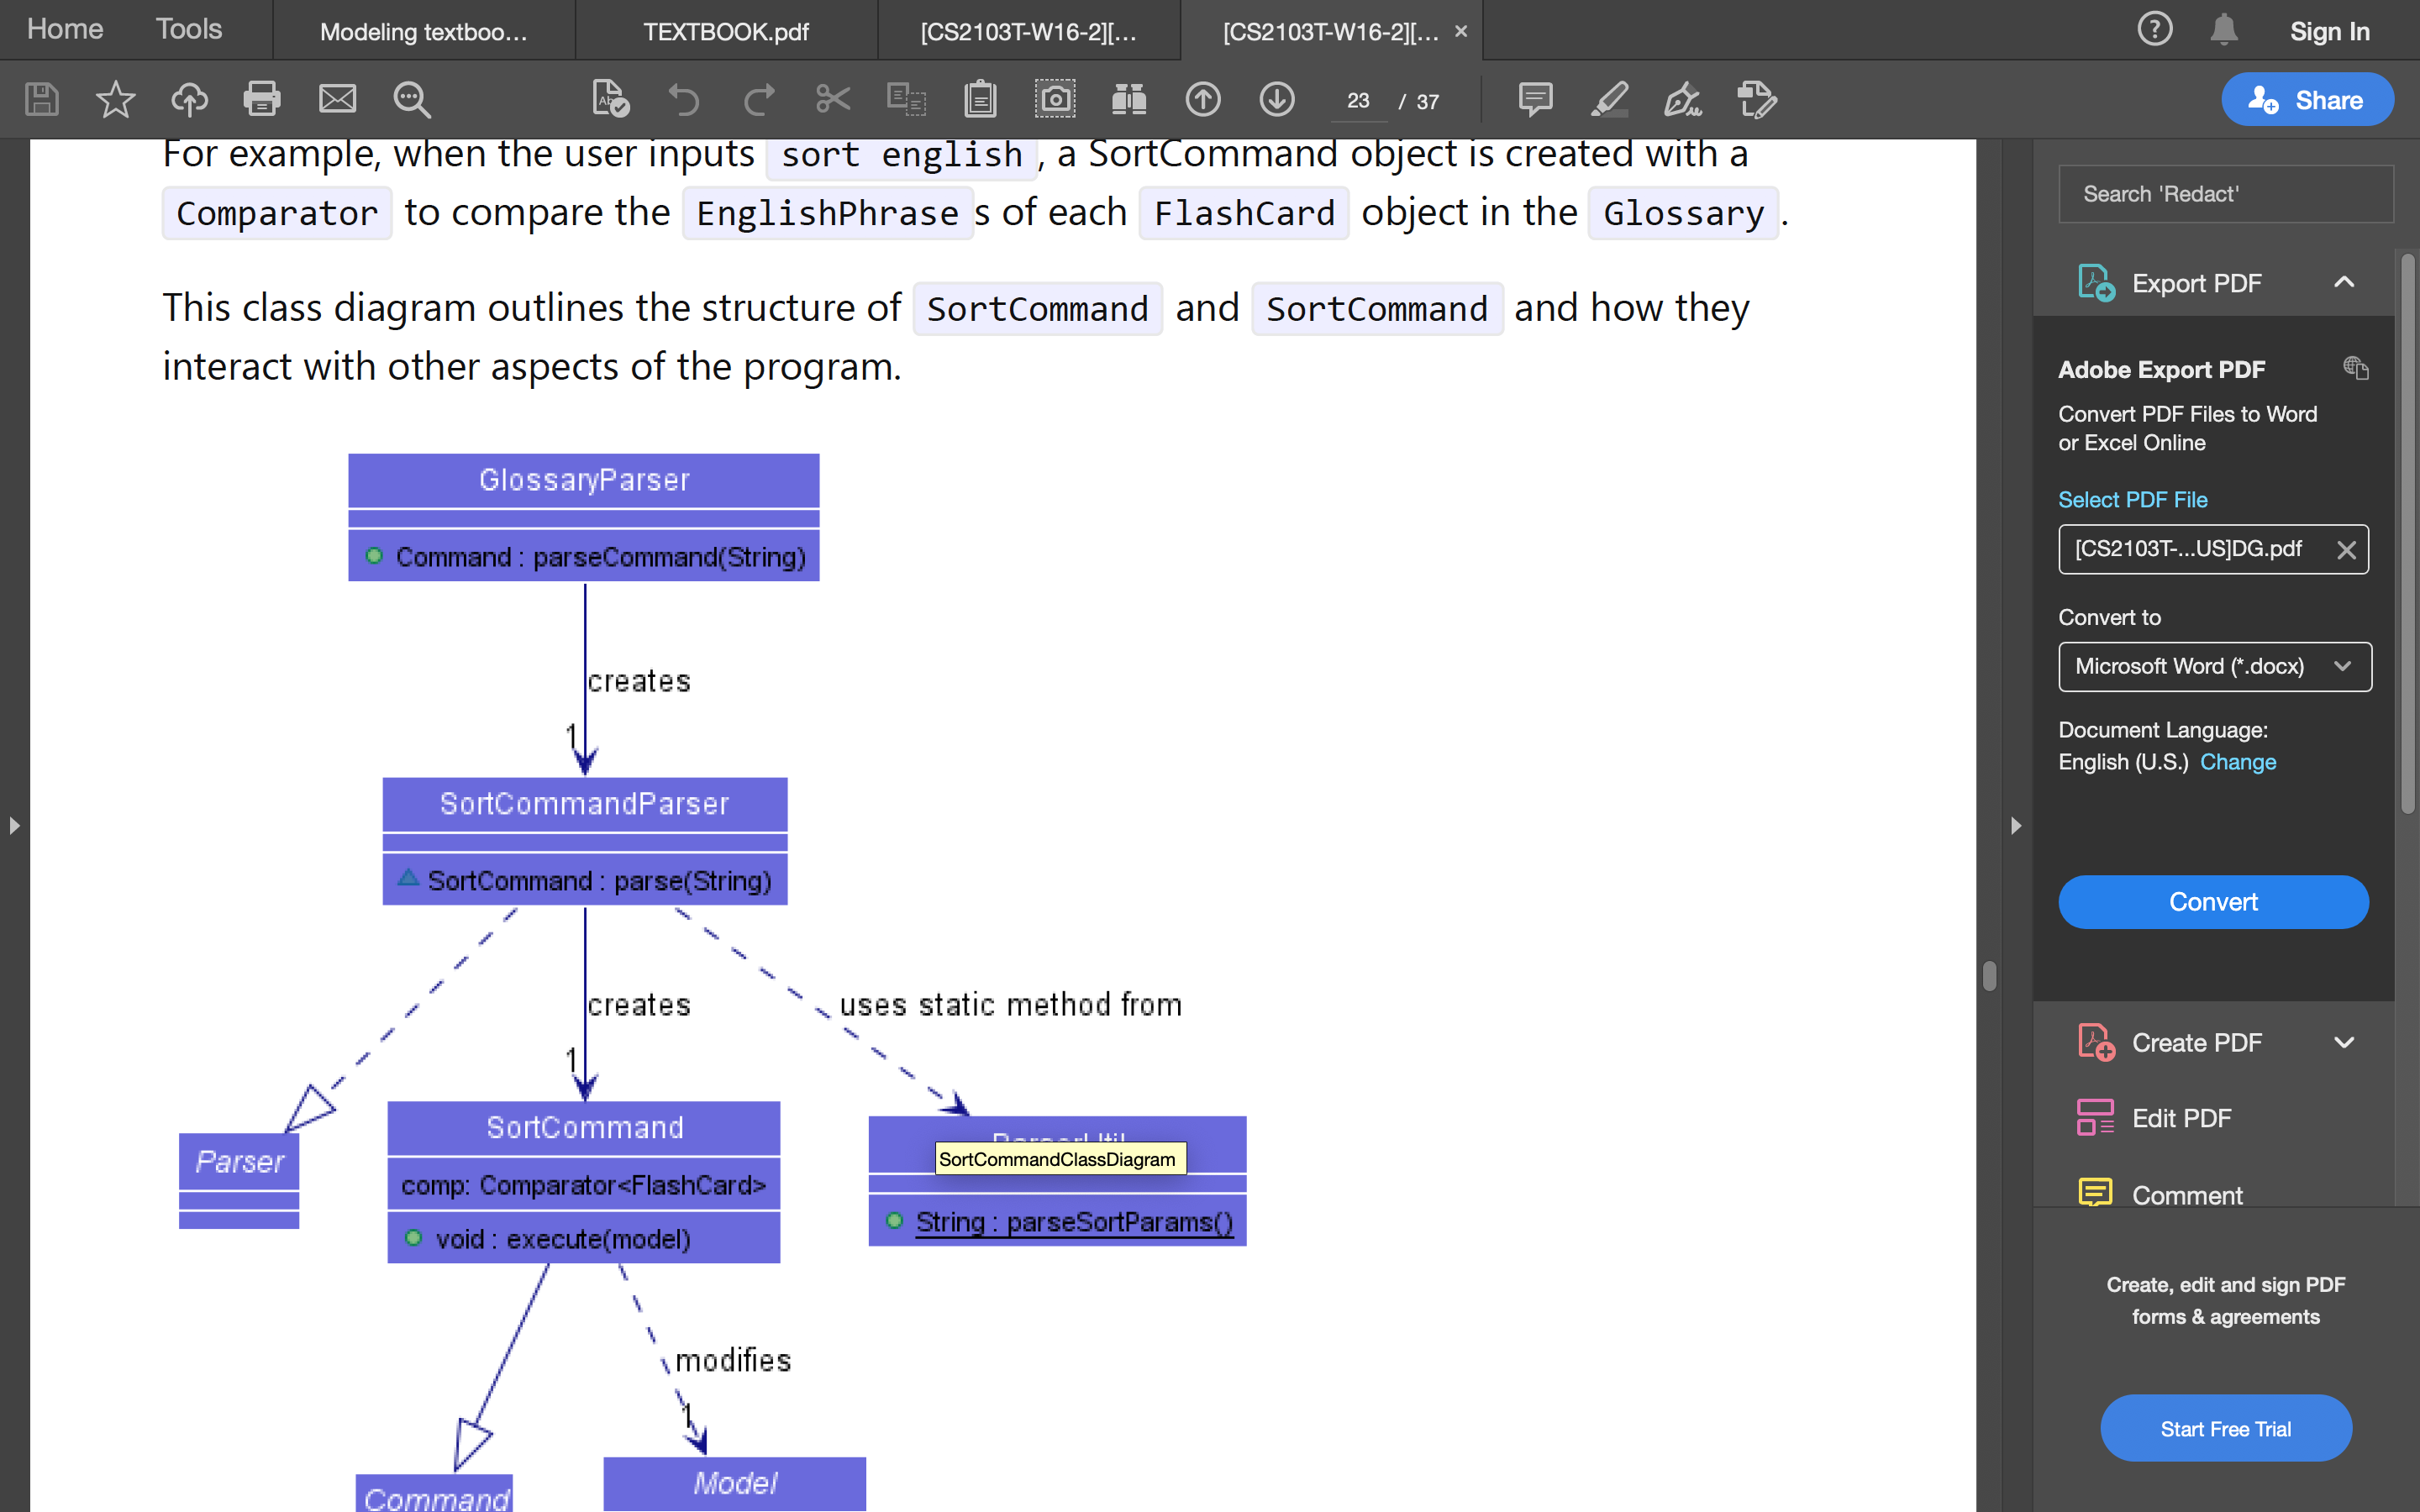 Home Tools Modeling textboo... TEXTBOOK.pdf [CS2103T-W16-2][... [CS2103T-W16-2][... × ? Sign In
23 / 37 Share
For example, when the user inputs sort english, a SortCommand object is created with a
Comparator to compare the EnglishPhrase s of each FlashCard object in the Glossary.
This class diagram outlines the structure of SortCommand and SortCommand and how they
interact with other aspects of the program.
GlossaryParser
Command : parseCommand(String)
creates
1
SortCommandParser
SortCommand : parse(String)
creates
uses static method from
1
Parser
SortCommand
comp: Comparator<FlashCard>
void : execute(model)
SortCommandClassDiagram
String : parseSortParams()
modifies
1
Command
Model
Search 'Redact'
Export PDF
Adobe Export PDF
Convert PDF Files to Word
or Excel Online
Select PDF File
[CS2103T-...US]DG.pdf
Convert to
Microsoft Word (*.docx)
Document Language:
English (U.S.) Change
Convert
Create PDF
Edit PDF
Comment
Create, edit and sign PDF
forms & agreements
Start Free Trial